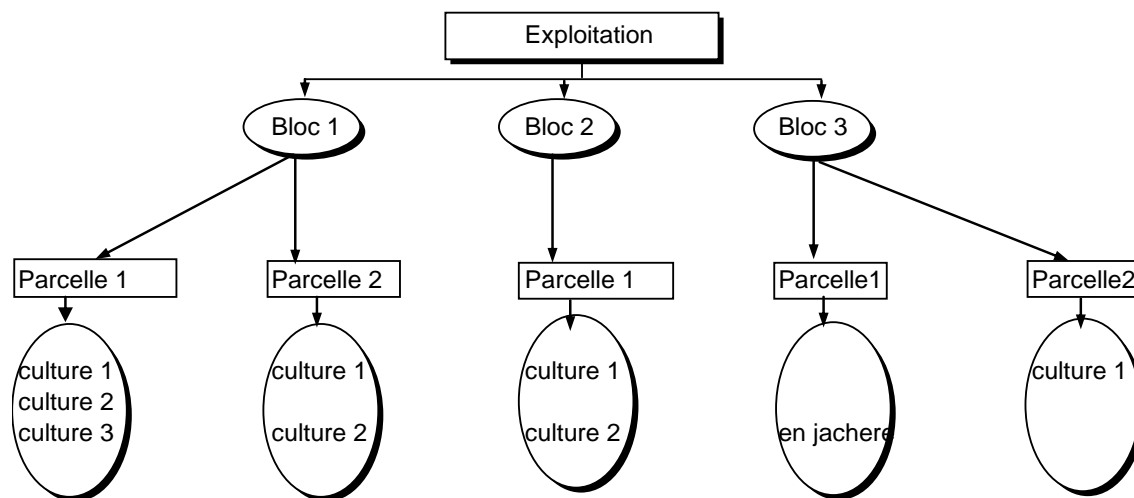 Exploitation
Bloc 1
Bloc 2
Bloc 3
Parcelle 1
Parcelle 2
Parcelle 1
Parcelle1
Parcelle2
culture 1
culture 2
culture 3
culture 1
culture 2
culture 1
culture 2
en jachere
culture 1